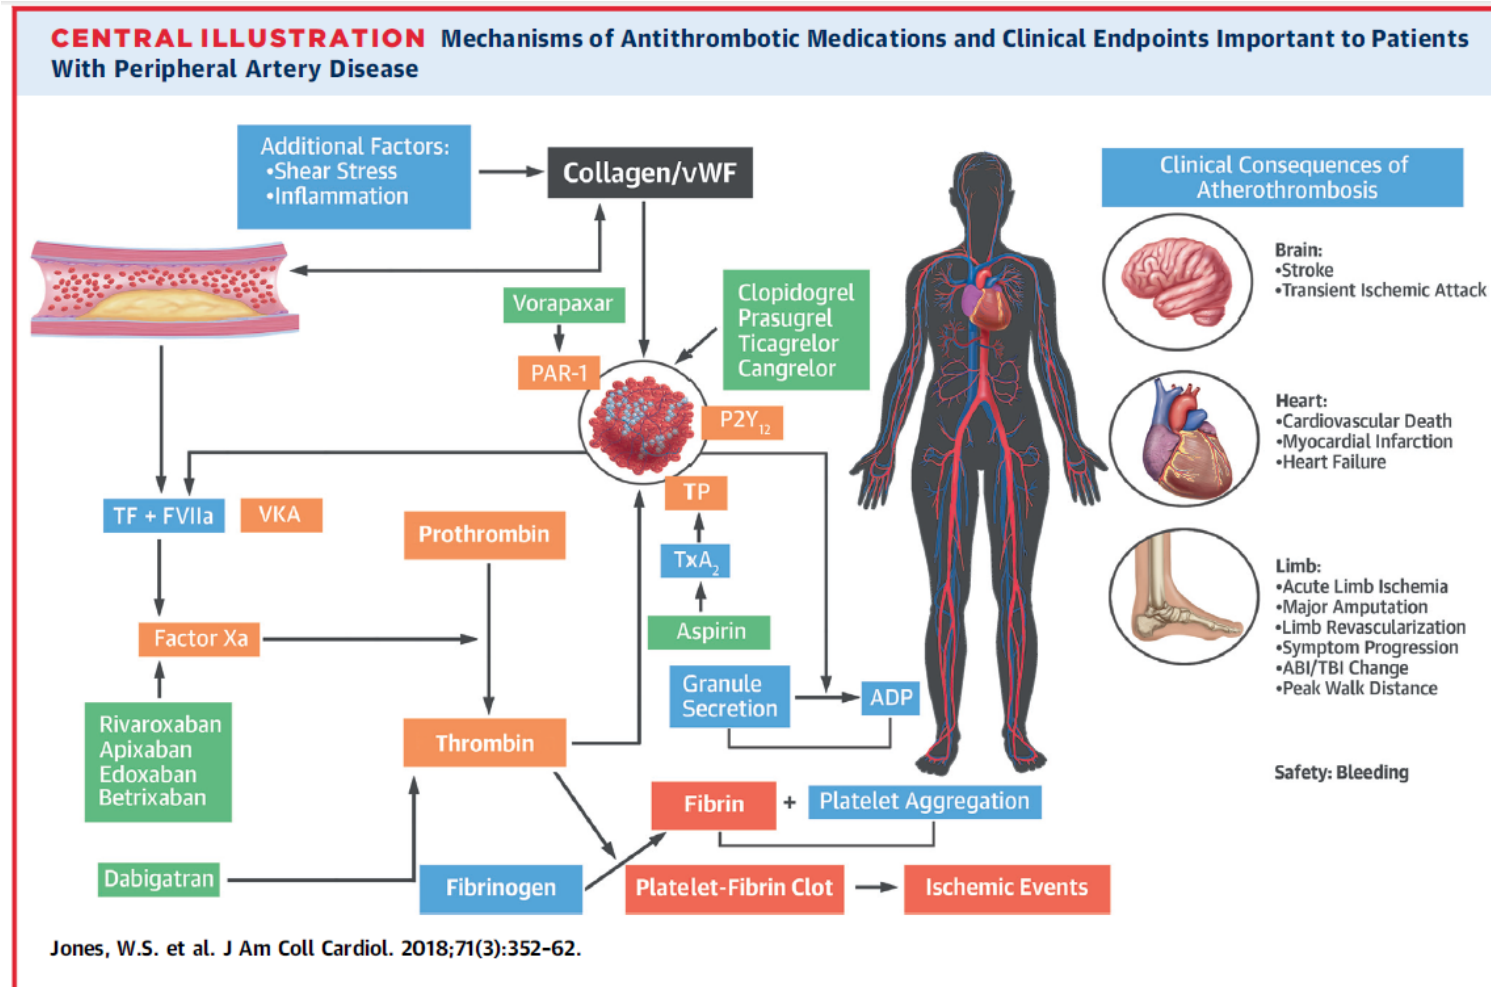 CENTRAL ILLUSTRATION Mechanisms of Antithrombotic Medications and Clinical Endpoints Important to Patients
With Peripheral Artery Disease
Additional Factors:
•Shear Stress
•Inflammation
Collagen/vWF
Vorapaxar
PAR-1
Clopidogrel
Prasugrel
Ticagrelor
Cangrelor
P2Y12
TP
TxA2
Aspirin
TF + FVIIa
VKA
Prothrombin
Factor Xa
Rivaroxaban
Apixaban
Edoxaban
Betrixaban
Thrombin
Granule
Secretion
ADP
Dabigatran
Fibrinogen
Fibrin
+
Platelet Aggregation
Platelet-Fibrin Clot
Ischemic Events
Clinical Consequences of
Atherothrombosis
Brain:
•Stroke
•Transient Ischemic Attack
Heart:
•Cardiovascular Death
•Myocardial Infarction
•Heart Failure
Limb:
•Acute Limb Ischemia
•Major Amputation
•Limb Revascularization
•Symptom Progression
•ABI/TBI Change
•Peak Walk Distance
Safety: Bleeding
Jones, W.S. et al. J Am Coll Cardiol. 2018;71(3):352–62.